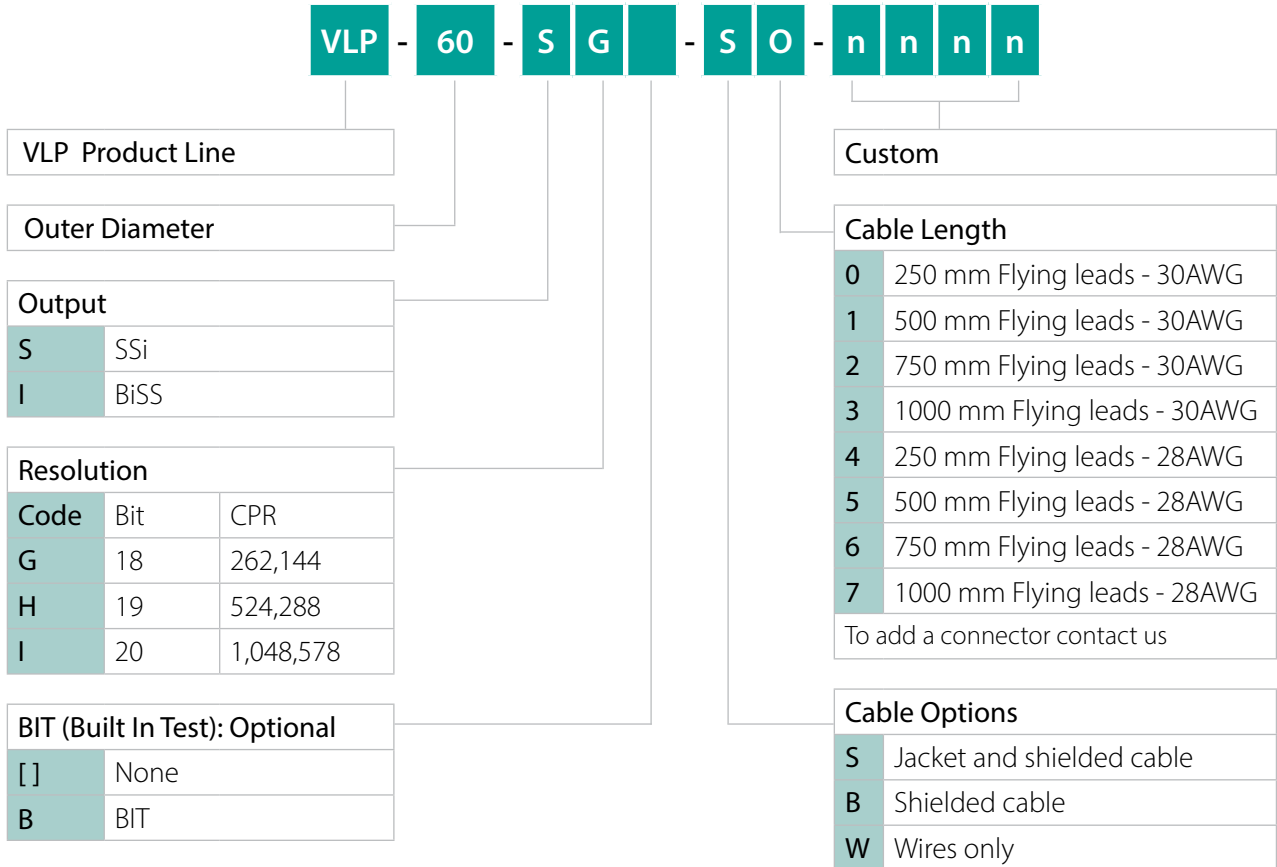 VLP - 60 - S G - S O - n n n n
VLP Product Line
Outer Diameter
Output
S SSi
I BiSS
Resolution
Code Bit CPR
G 18 262,144
H 19 524,288
I 20 1,048,578
BIT (Built In Test): Optional
[ ] None
B BIT
Custom
Cable Length
0 250 mm Flying leads - 30AWG
1 500 mm Flying leads - 30AWG
2 750 mm Flying leads - 30AWG
3 1000 mm Flying leads - 30AWG
4 250 mm Flying leads - 28AWG
5 500 mm Flying leads - 28AWG
6 750 mm Flying leads - 28AWG
7 1000 mm Flying leads - 28AWG
To add a connector contact us
Cable Options
S Jacket and shielded cable
B Shielded cable
W Wires only